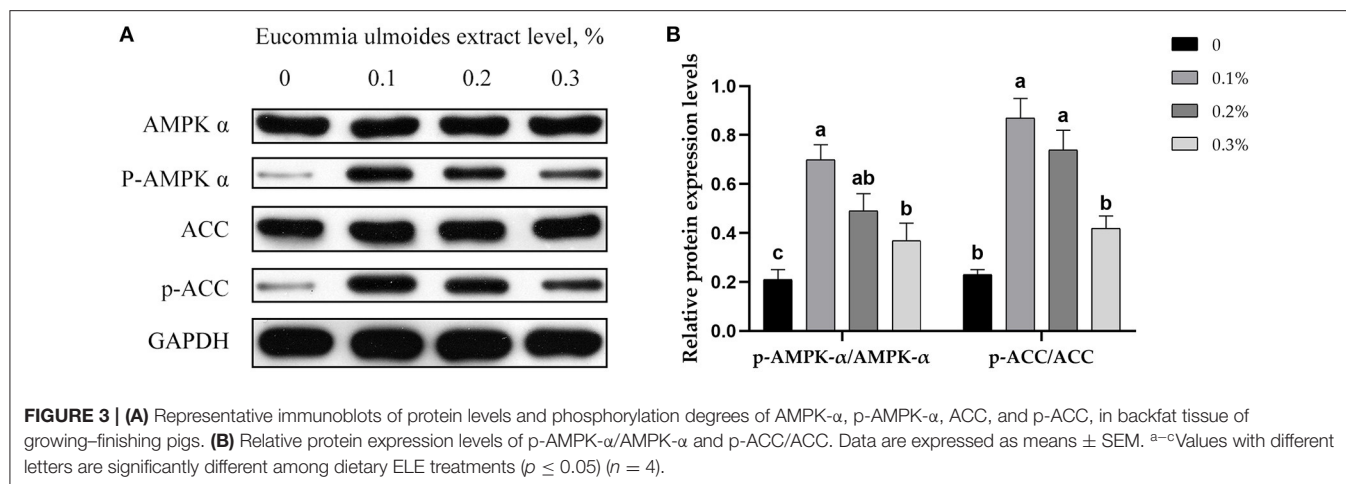 A
Eucommia ulmoides extract level, %
0 0.1 0.2 0.3
AMPK α
P-AMPK α
ACC
p-ACC
GAPDH
B
0
0.1%
0.2%
0.3%
Relative protein expression levels
1.0
0.8
0.6
0.4
0.2
0.0
c a ab b
b a a b
p-AMPK-α/AMPK-α p-ACC/ACC
FIGURE 3 | (A) Representative immunoblots of protein levels and phosphorylation degrees of AMPK-α, p-AMPK-α, ACC, and p-ACC, in backfat tissue of
growing–finishing pigs. (B) Relative protein expression levels of p-AMPK-α/AMPK-α and p-ACC/ACC. Data are expressed as means ± SEM. a–cValues with different
letters are significantly different among dietary ELE treatments (p ≤ 0.05) (n = 4).